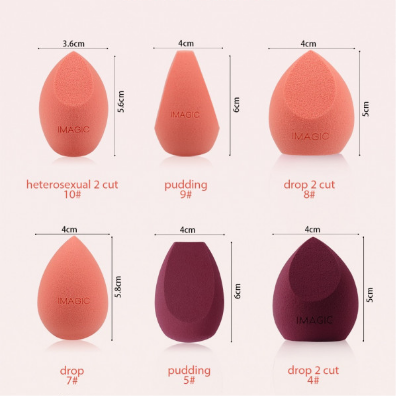 3.6cm
4cm
4cm
5.6cm
6cm
5cm
IMAGIC
IMAGIC
IMAGIC
heterosexual 2 cut
10#
pudding
9#
drop 2 cut
8#
4cm
4cm
4cm
5.8cm
6cm
5cm
IMAGIC
IMAGIC
drop
7#
pudding
5#
drop 2 cut
4#